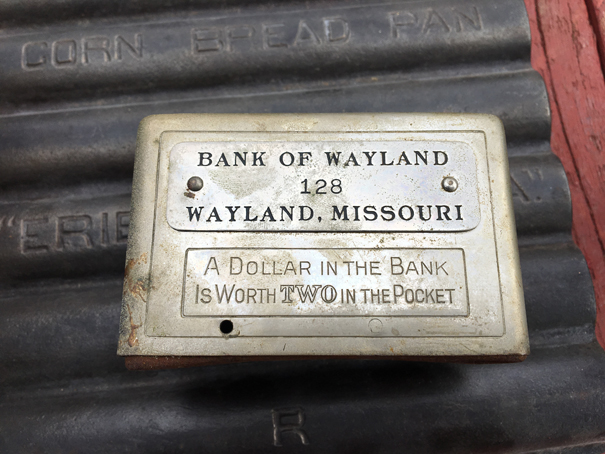 CORN BREAD PAN
BANK OF WAYLAND
128
WAYLAND, MISSOURI
"ERIE
A."
A DOLLAR IN THE BANK
IS WORTH TWO IN THE POCKET
R